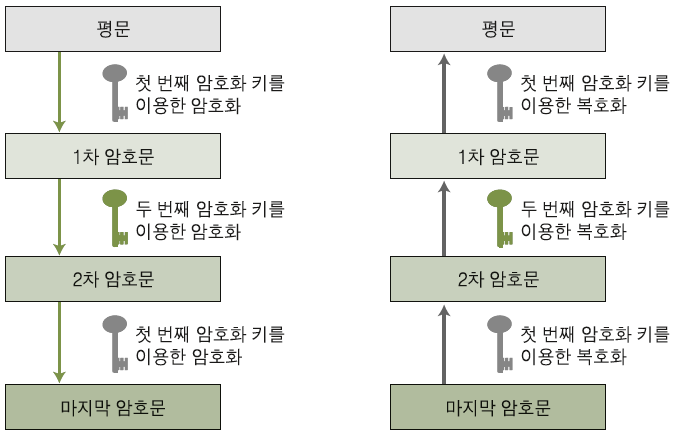 평문
첫 번째 암호화 키를
이용한 암호화
1차 암호문
두 번째 암호화 키를
이용한 암호화
2차 암호문
첫 번째 암호화 키를
이용한 암호화
마지막 암호문
평문
첫 번째 암호화 키를
이용한 복호화
1차 암호문
두 번째 암호화 키를
이용한 복호화
2차 암호문
첫 번째 암호화 키를
이용한 복호화
마지막 암호문